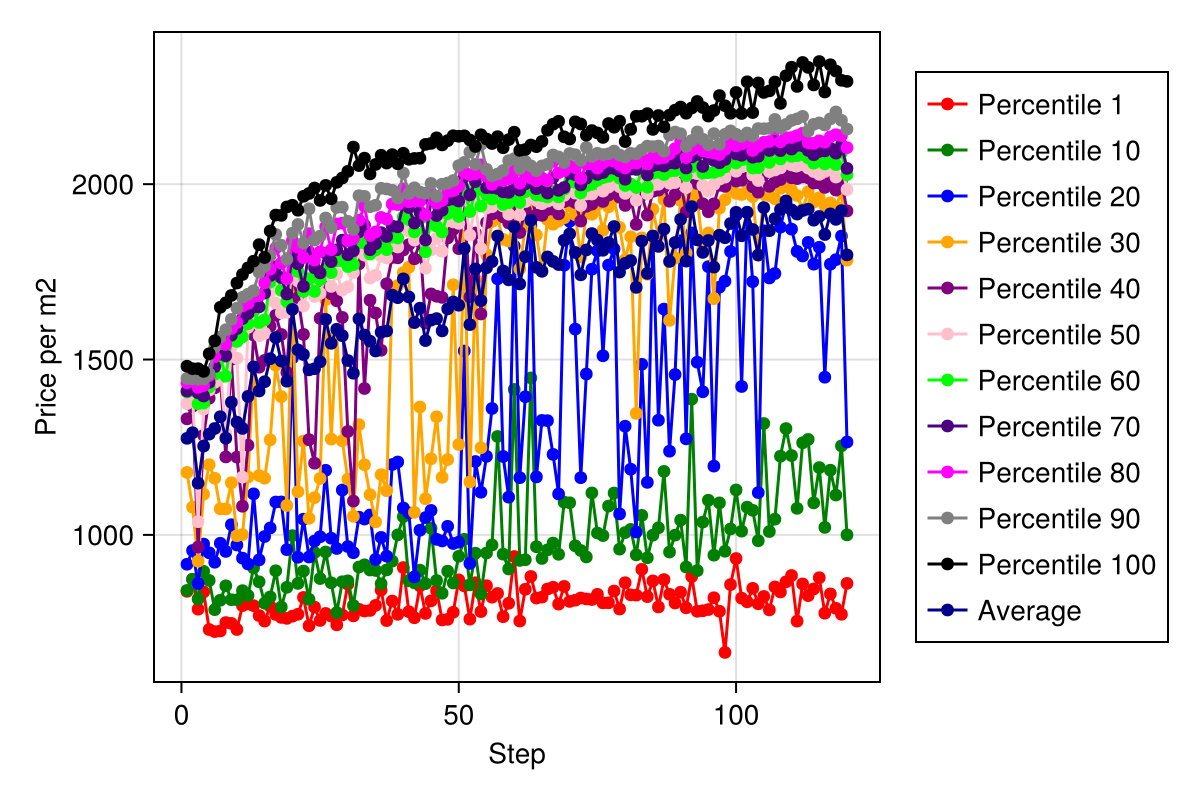 2000
1500
1000
Price per m2
0
50
100
Step
Percentile 1
Percentile 10
Percentile 20
Percentile 30
Percentile 40
Percentile 50
Percentile 60
Percentile 70
Percentile 80
Percentile 90
Percentile 100
Average